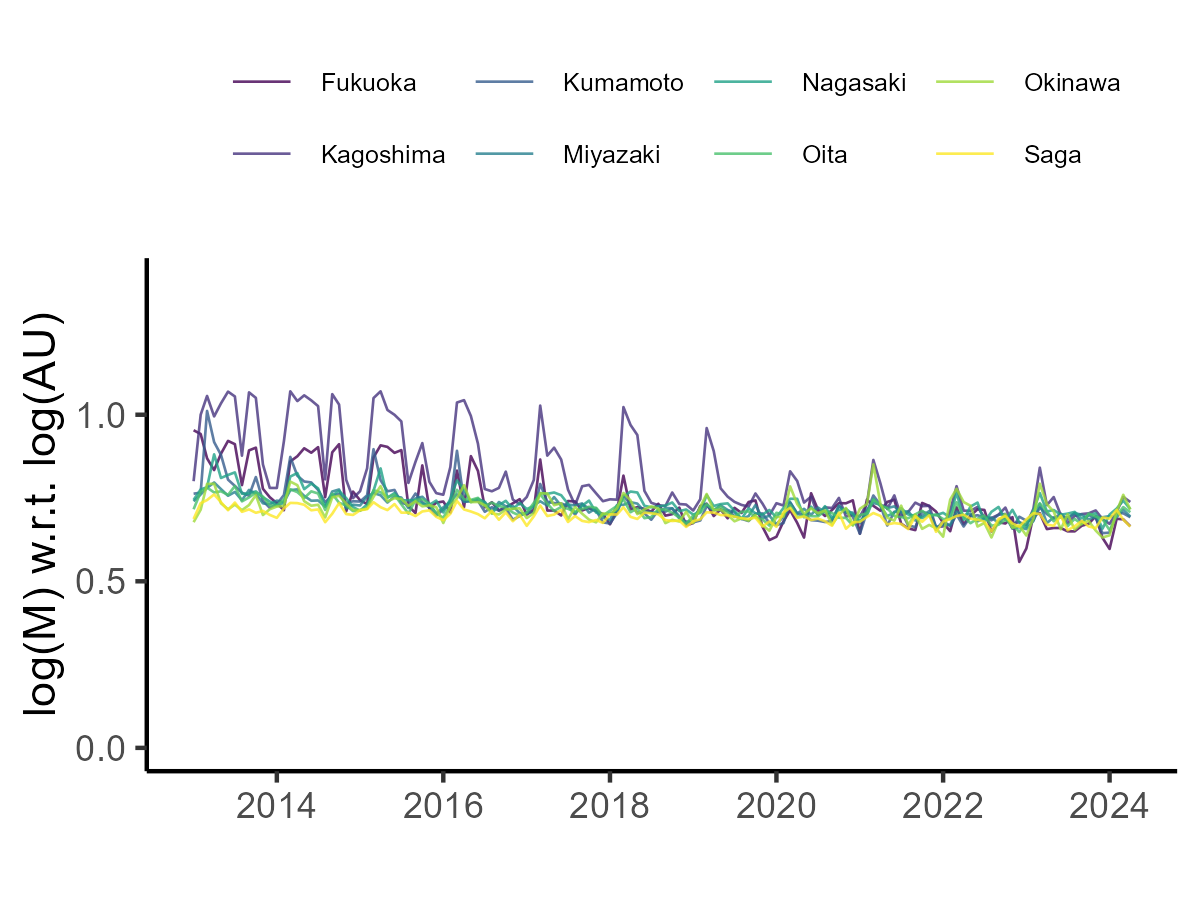 Fukuoka Kumamoto Nagasaki Okinawa
Kagoshima Miyazaki Oita Saga
log(M) w.r.t. log(AU)
1.0
0.5
0.0
2014 2016 2018 2020 2022 2024